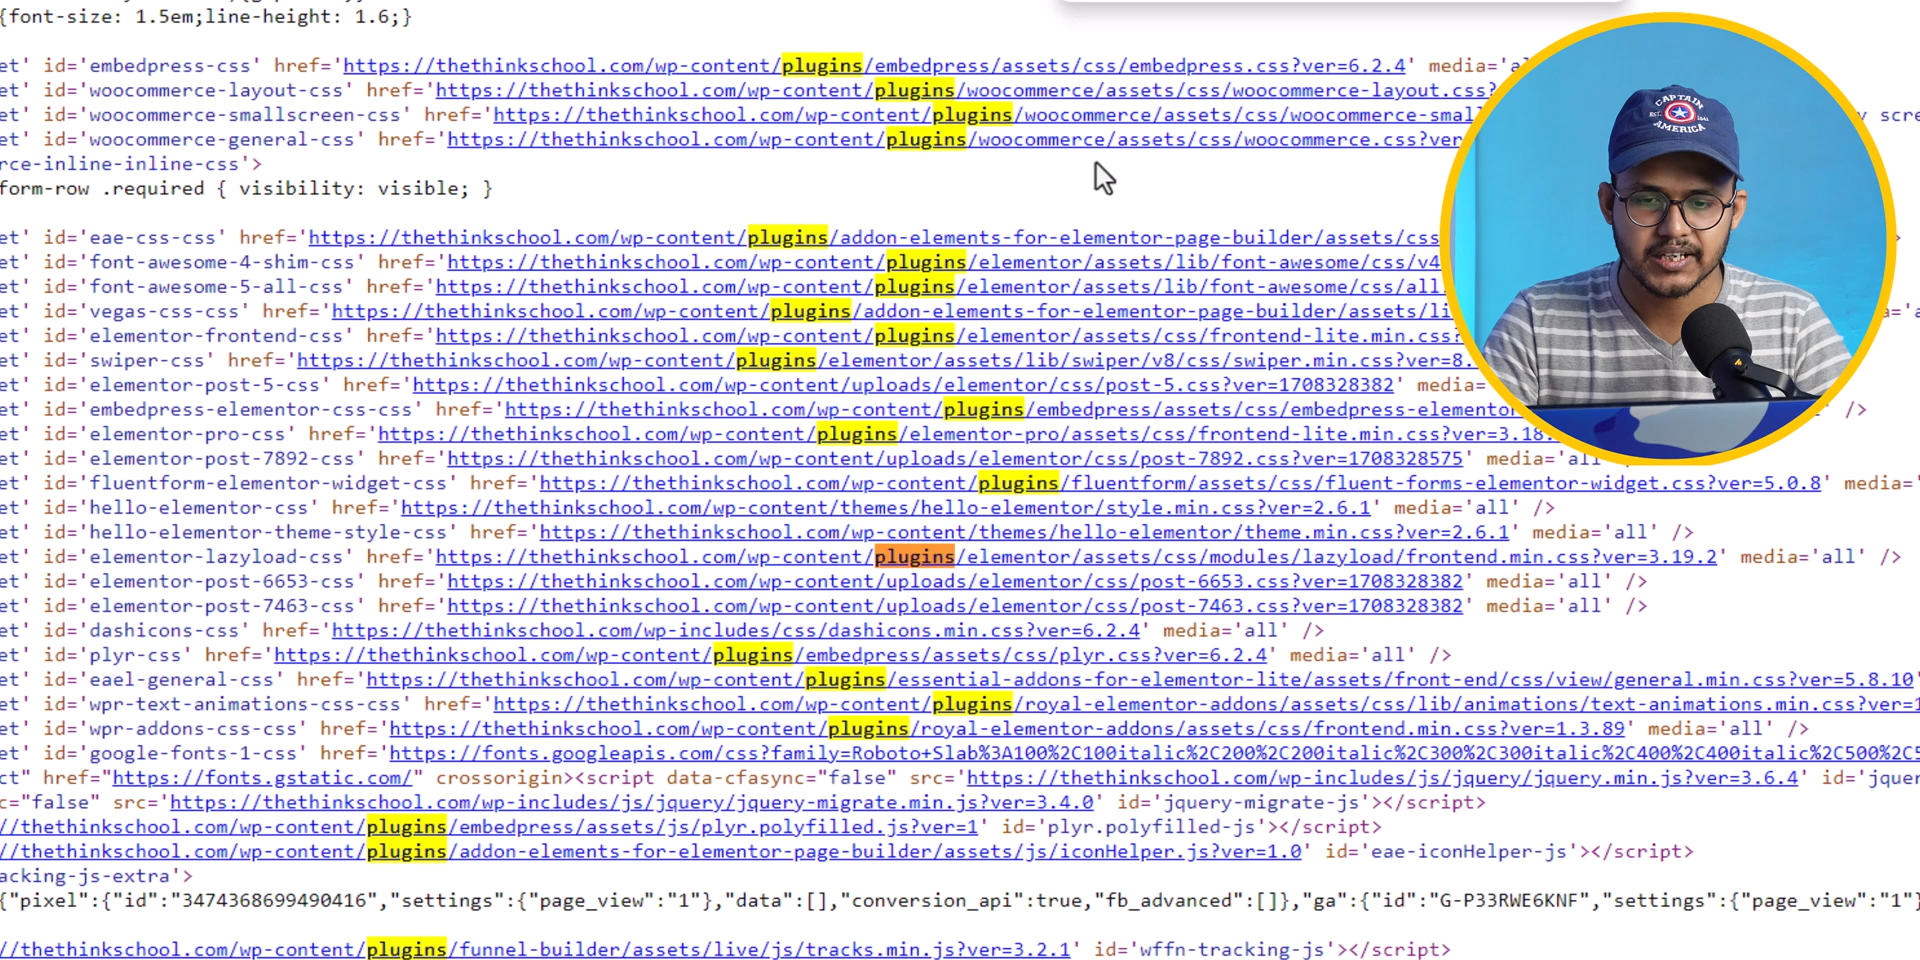 {font-size: 1.5em;line-height: 1.6;}
et' id='embedpress-css' href='https://thethinkschool.com/wp-content/plugins/embedpress/assets/css/embedpress.css?ver=6.2.4' media='a
et' id='woocommerce-layout-css' href='https://thethinkschool.com/wp-content/plugins/woocommerce/assets/css/woocommerce-layout.css?
et' id='woocommerce-smallscreen-css' href='https://thethinkschool.com/wp-content/plugins/woocommerce/assets/css/woocommerce-smal y scre
et' id='woocommerce-general-css' href='https://thethinkschool.com/wp-content/plugins/woocommerce/assets/css/woocommerce.css?ver
rce-inline-inline-css'>
form-row .required { visibility: visible; }
et' id='eae-css-css' href='https://thethinkschool.com/wp-content/plugins/addon-elements-for-elementor-page-builder/assets/css
et' id='font-awesome-4-shim-css' href='https://thethinkschool.com/wp-content/plugins/elementor/assets/lib/font-awesome/css/v4
et' id='font-awesome-5-all-css' href='https://thethinkschool.com/wp-content/plugins/elementor/assets/lib/font-awesome/css/all
et' id='vegas-css-css' href='https://thethinkschool.com/wp-content/plugins/addon-elements-for-elementor-page-builder/assets/li a='a
et' id='elementor-frontend-css' href='https://thethinkschool.com/wp-content/plugins/elementor/assets/css/frontend-lite.min.css?
et' id='swiper-css' href='https://thethinkschool.com/wp-content/plugins/elementor/assets/lib/swiper/v8/css/swiper.min.css?ver=8.
et' id='elementor-post-5-css' href='https://thethinkschool.com/wp-content/uploads/elementor/css/post-5.css?ver=1708328382' media=
et' id='embedpress-elementor-css-css' href='https://thethinkschool.com/wp-content/plugins/embedpress/assets/css/embedpress-elemento />
et' id='elementor-pro-css' href='https://thethinkschool.com/wp-content/plugins/elementor-pro/assets/css/frontend-lite.min.css?ver=3.18.
et' id='elementor-post-7892-css' href='https://thethinkschool.com/wp-content/uploads/elementor/css/post-7892.css?ver=1708328575' media='all
et' id='fluentform-elementor-widget-css' href='https://thethinkschool.com/wp-content/plugins/fluentform/assets/css/fluent-forms-elementor-widget.css?ver=5.0.8' media='
et' id='hello-elementor-css' href='https://thethinkschool.com/wp-content/themes/hello-elementor/style.min.css?ver=2.6.1' media='all' />
et' id='hello-elementor-theme-style-css' href='https://thethinkschool.com/wp-content/themes/hello-elementor/theme.min.css?ver=2.6.1' media='all' />
et' id='elementor-lazyload-css' href='https://thethinkschool.com/wp-content/plugins/elementor/assets/css/modules/lazyload/frontend.min.css?ver=3.19.2' media='all' />
et' id='elementor-post-6653-css' href='https://thethinkschool.com/wp-content/uploads/elementor/css/post-6653.css?ver=1708328382' media='all' />
et' id='elementor-post-7463-css' href='https://thethinkschool.com/wp-content/uploads/elementor/css/post-7463.css?ver=1708328382' media='all' />
et' id='dashicons-css' href='https://thethinkschool.com/wp-includes/css/dashicons.min.css?ver=6.2.4' media='all' />
et' id='plyr-css' href='https://thethinkschool.com/wp-content/plugins/embedpress/assets/css/plyr.css?ver=6.2.4' media='all' />
et' id='eael-general-css' href='https://thethinkschool.com/wp-content/plugins/essential-addons-for-elementor-lite/assets/front-end/css/view/general.min.css?ver=5.8.10'
et' id='wpr-text-animations-css-css' href='https://thethinkschool.com/wp-content/plugins/royal-elementor-addons/assets/css/lib/animations/text-animations.min.css?ver=1
et' id='wpr-addons-css-css' href='https://thethinkschool.com/wp-content/plugins/royal-elementor-addons/assets/css/frontend.min.css?ver=1.3.89' media='all' />
et' id='google-fonts-1-css' href='https://fonts.googleapis.com/css?family=Roboto+Slab%3A100%2C100italic%2C200%2C200italic%2C300%2C300italic%2C400%2C400italic%2C500%2C5
ct" href="https://fonts.gstatic.com/" crossorigin><script data-cfasync="false" src='https://thethinkschool.com/wp-includes/js/jquery/jquery.min.js?ver=3.6.4' id='jquer
c="false" src='https://thethinkschool.com/wp-includes/js/jquery/jquery-migrate.min.js?ver=3.4.0' id='jquery-migrate-js'></script>
//thethinkschool.com/wp-content/plugins/embedpress/assets/js/plyr.polyfilled.js?ver=1' id='plyr.polyfilled-js'></script>
//thethinkschool.com/wp-content/plugins/addon-elements-for-elementor-page-builder/assets/js/iconHelper.js?ver=1.0' id='eae-iconHelper-js'></script>
acking-js-extra'>
{"pixel":{"id":"3474368699490416","settings":{"page_view":"1"},"data":[],"conversion_api":true,"fb_advanced":[]},"ga":{"id":"G-P33RWE6KNF","settings":{"page_view":"1"}
//thethinkschool.com/wp-content/plugins/funnel-builder/assets/live/js/tracks.min.js?ver=3.2.1' id='wffn-tracking-js'></script>
CAPTAIN
EST. 1941
AMERICA